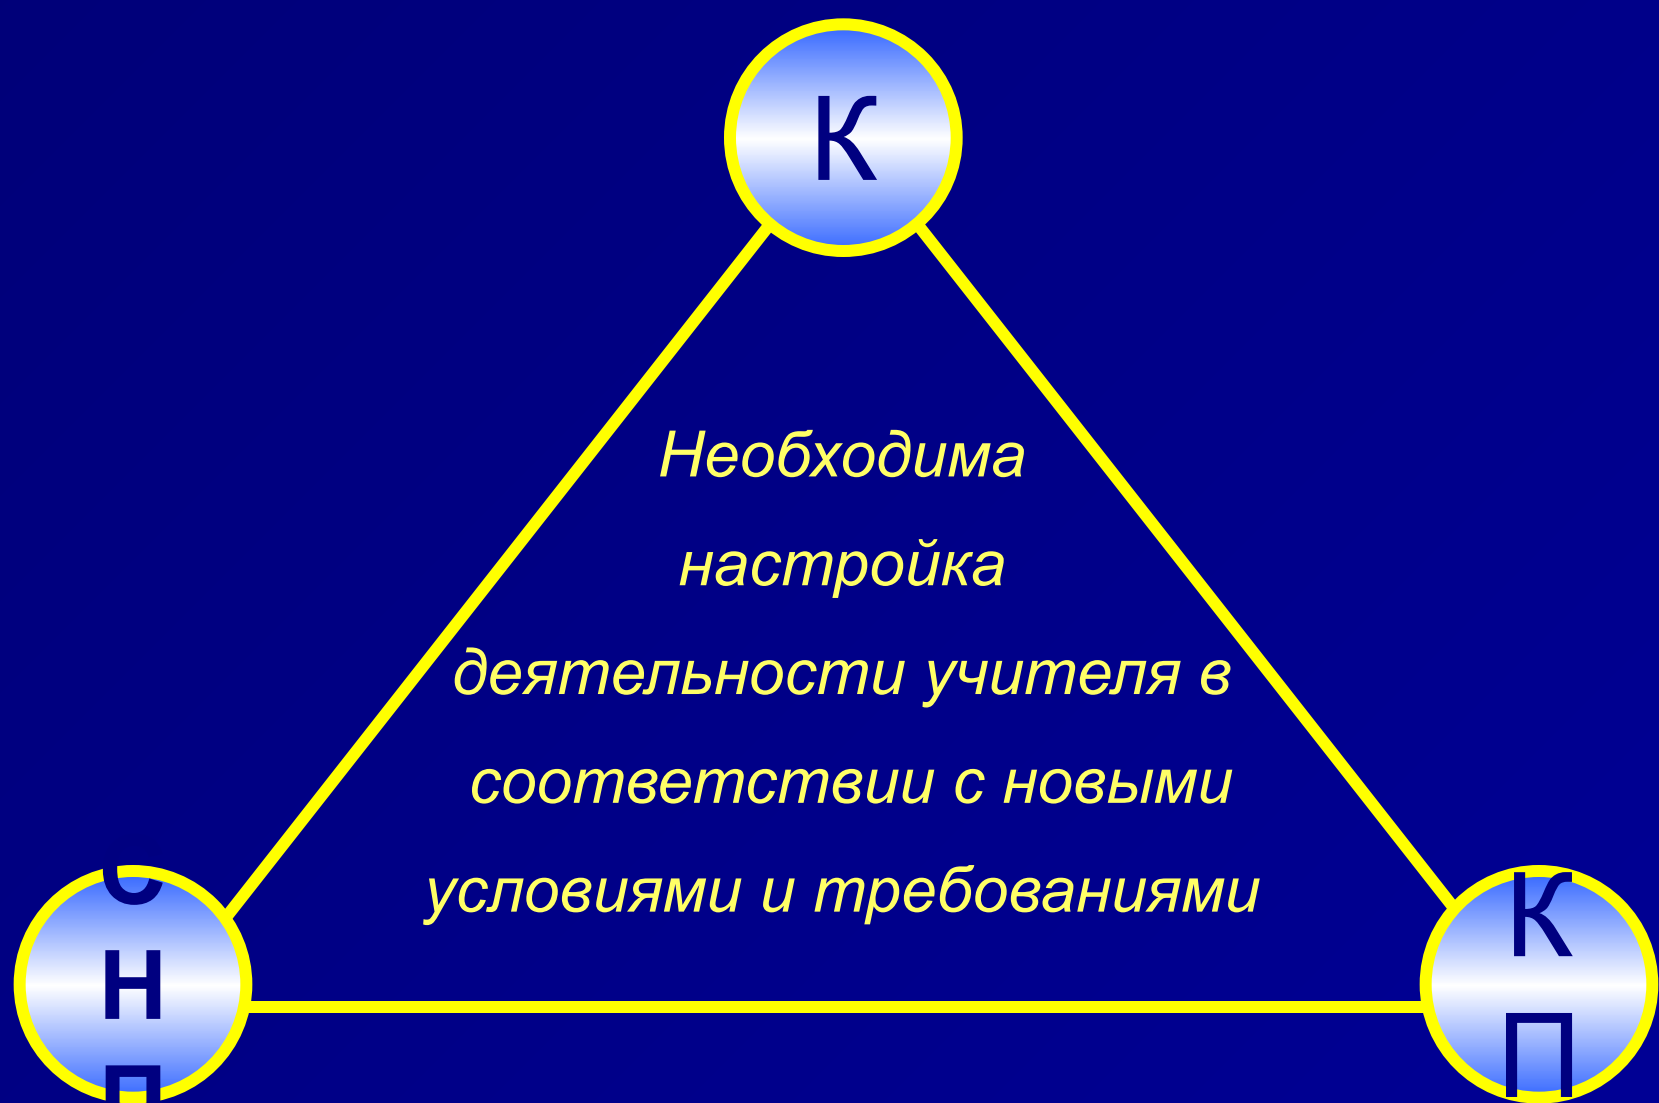 К
Необходима
настройка
деятельности учителя в
соответствии с новыми
условиями и требованиями
С
Н
П
К
П